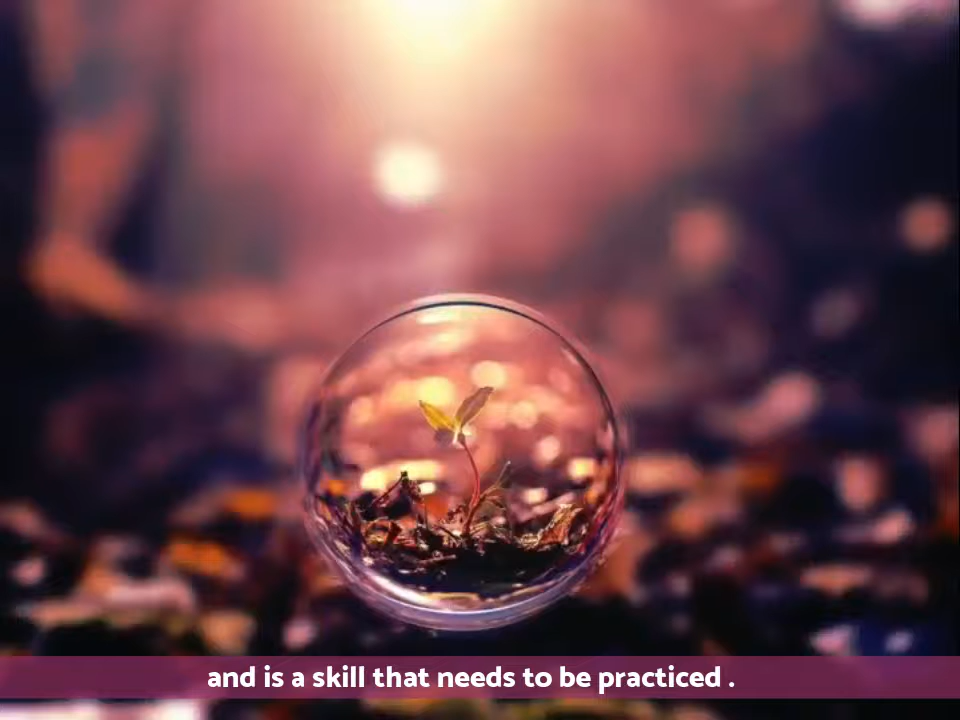 and is a skill that needs to be practiced .